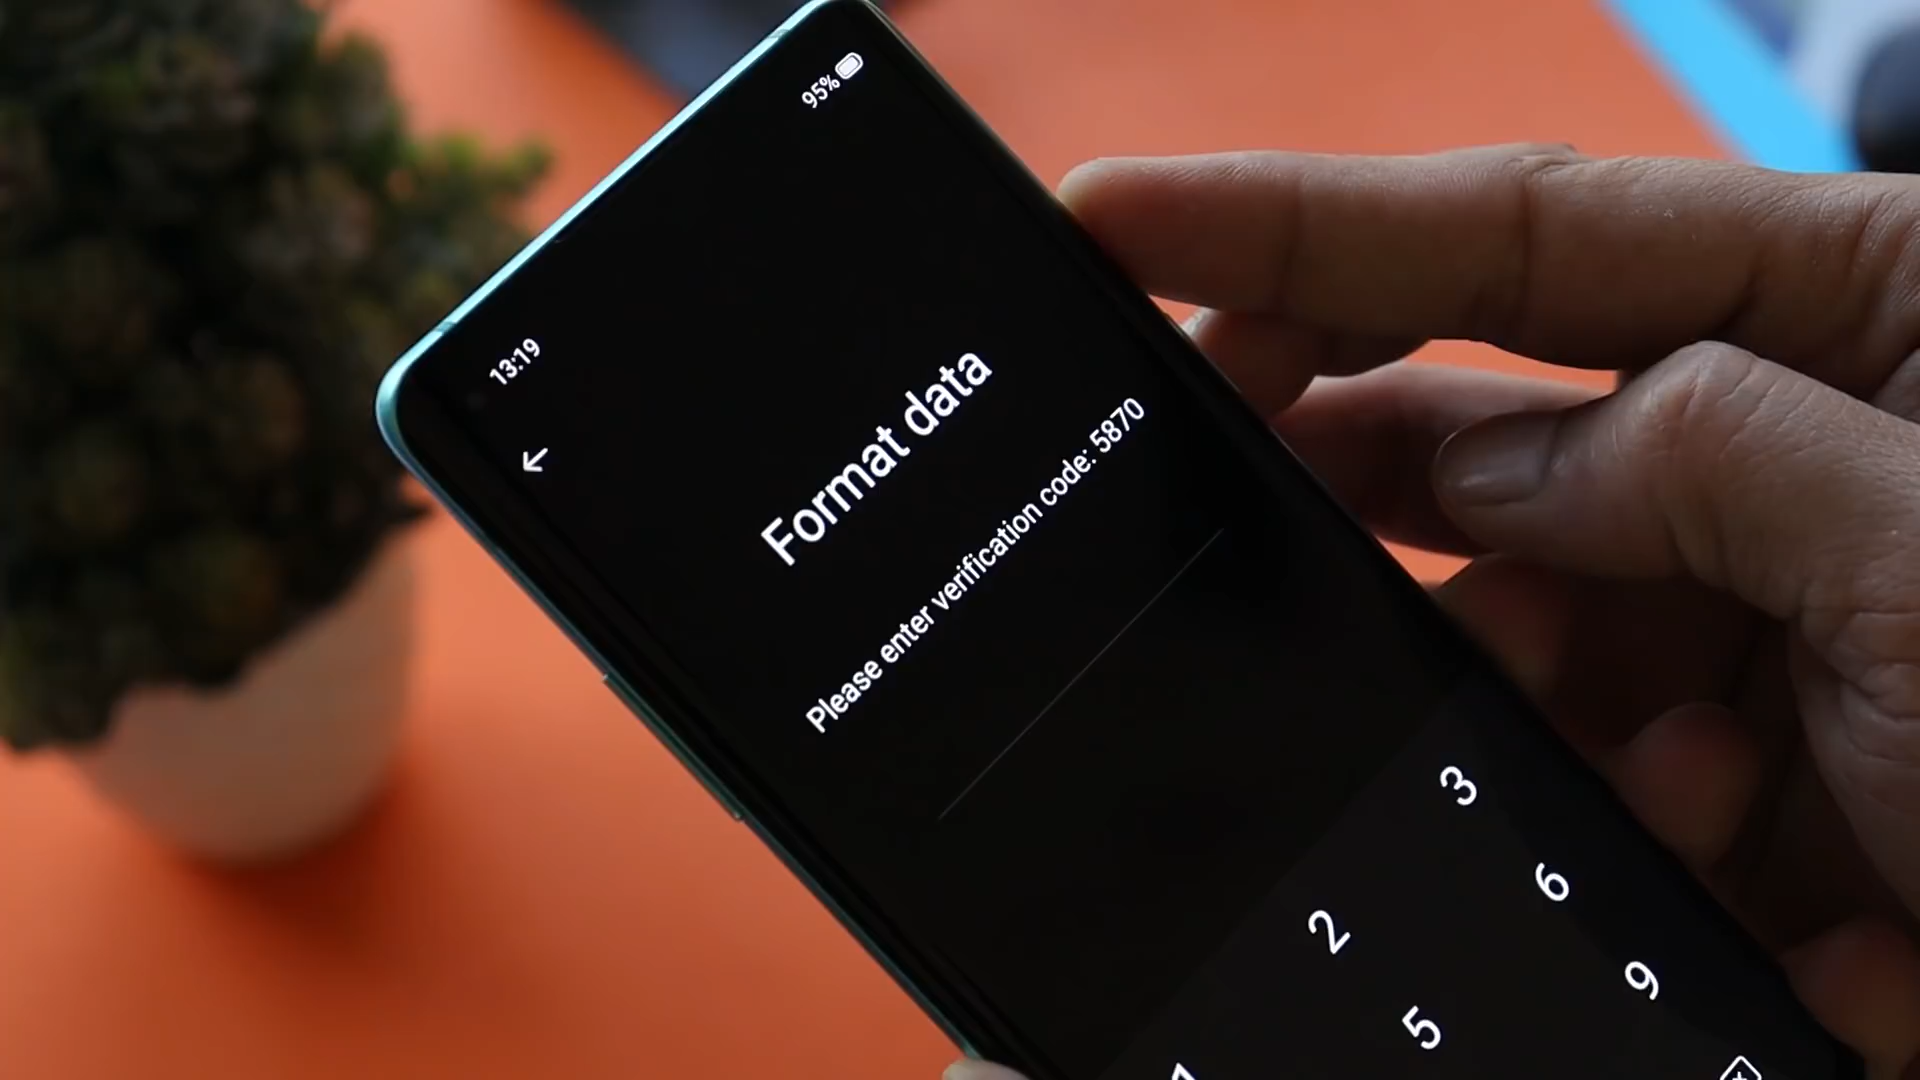 13:19
95%
Format data
Please enter verification code: 5870
2 3
5 6
9